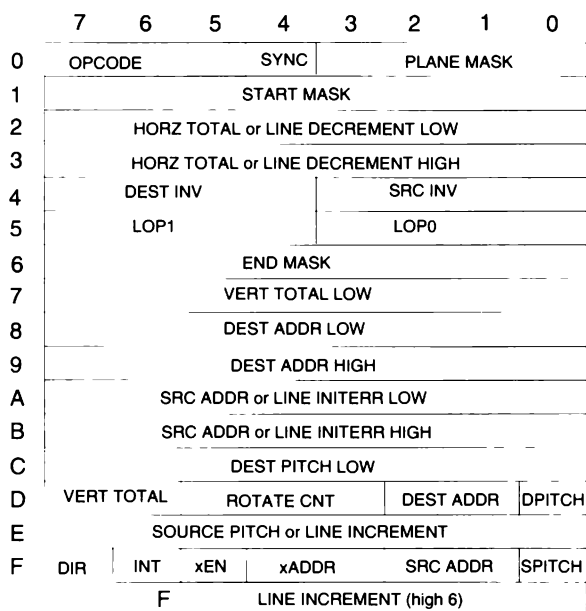 7 6 5 4 3 2 1 0
0 OPCODE SYNC PLANE MASK
1 START MASK
2 HORZ TOTAL or LINE DECREMENT LOW
3 HORZ TOTAL or LINE DECREMENT HIGH
4 DEST INV SRC INV
5 LOP1 LOP0
6 END MASK
7 VERT TOTAL LOW
8 DEST ADDR LOW
9 DEST ADDR HIGH
A SRC ADDR or LINE INITERR LOW
B SRC ADDR or LINE INITERR HIGH
C DEST PITCH LOW
D VERT TOTAL ROTATE CNT DEST ADDR DPITCH
E SOURCE PITCH or LINE INCREMENT
F DIR INT xEN xADDR SRC ADDR SPITCH
F LINE INCREMENT (high 6)